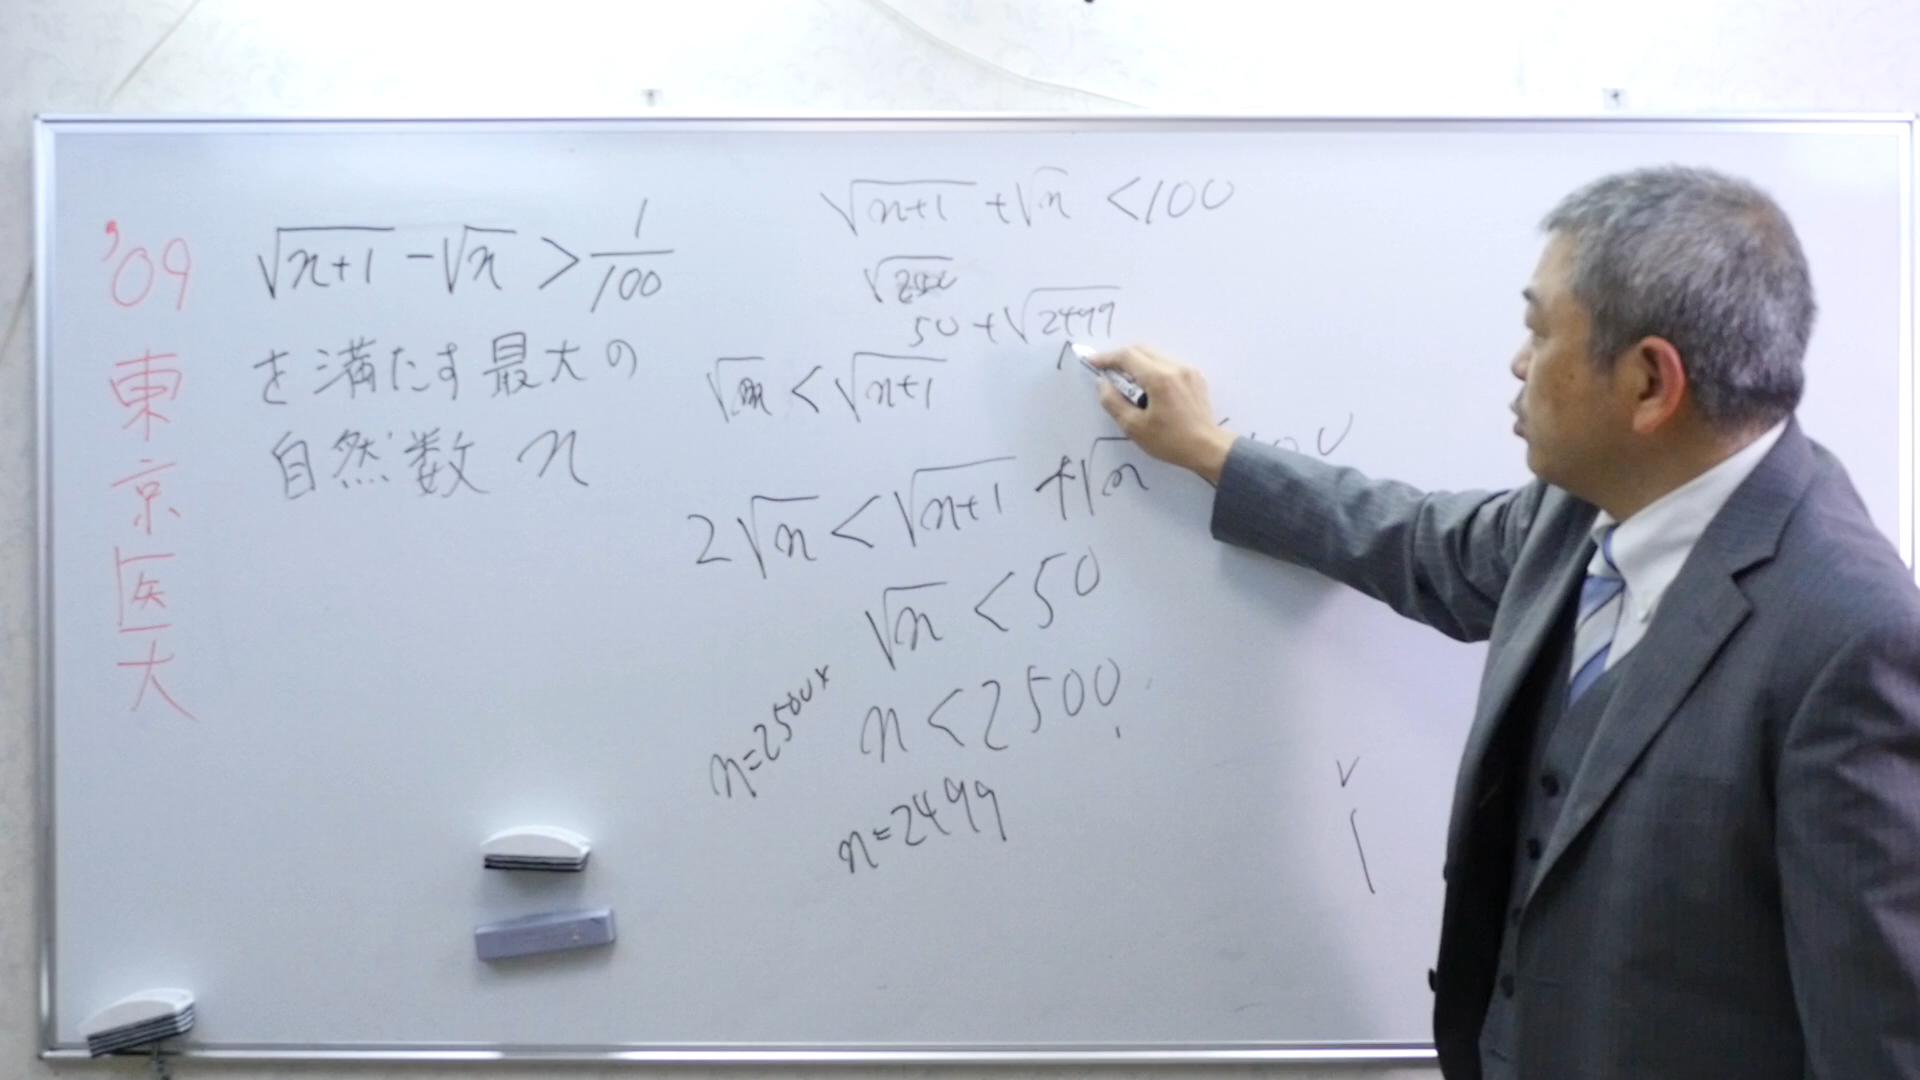 '09 東京医大
√(n+1) - √n > 1/100
を満たす最大の
自然数 n
√(n+1) + √n < 100
50 + √2499
√n < √(n+1)
2√n < √(n+1) + √n
√n < 50
n < 2500
n=2500×
n=2499